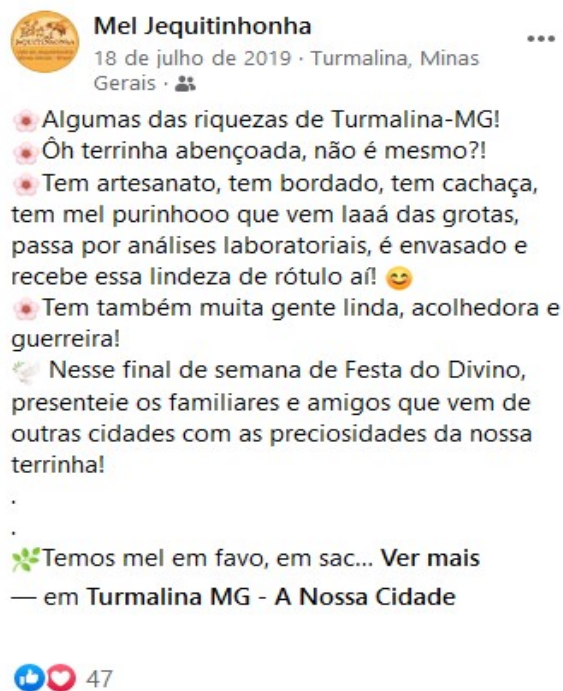 Mel Jequitinhonha
18 de julho de 2019 · Turmalina, Minas
Gerais ·
🌸Algumas das riquezas de Turmalina-MG!
🌸Ôh terrinha abençoada, não é mesmo?!
🌸Tem artesanato, tem bordado, tem cachaça,
tem mel purinhooo que vem laaá das grotas,
passa por análises laboratoriais, é envasado e
recebe essa lindeza de rótulo aí! 😊
🌸Tem também muita gente linda, acolhedora e
guerreira!
🕊 Nesse final de semana de Festa do Divino,
presenteie os familiares e amigos que vem de
outras cidades com as preciosidades da nossa
terrinha!
.
.
🌿Temos mel em favo, em sac... Ver mais
— em Turmalina MG - A Nossa Cidade
47